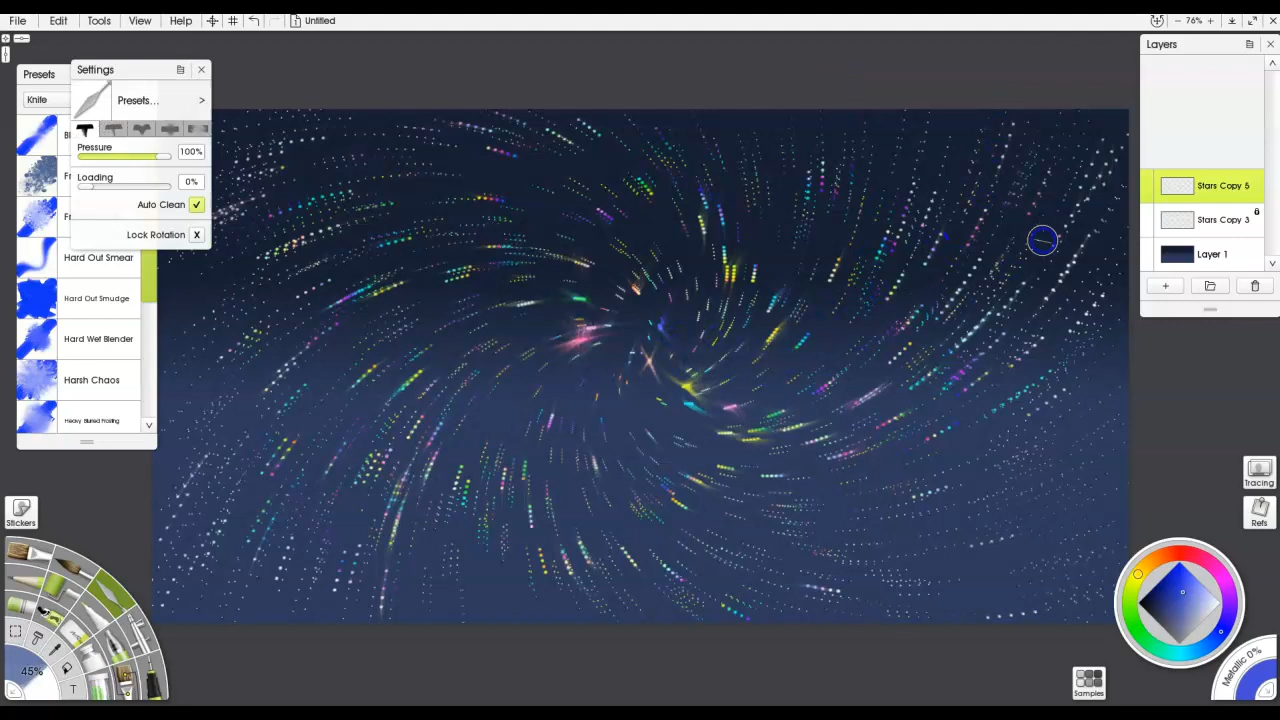 File Edit Tools View Help Untitled 76%
Layers
Settings
Presets
Presets...
Knife
Pressure
100%
Loading
0%
Auto Clean
Lock Rotation X
Stars Copy 5
Stars Copy 3
Layer 1
Hard Out Smear
Hard Out Smudge
Hard Wet Blender
Harsh Chaos
Heavy Blurred Frosting
Tracing
Refs
Stickers
45%
T
Samples
Metallic 0%